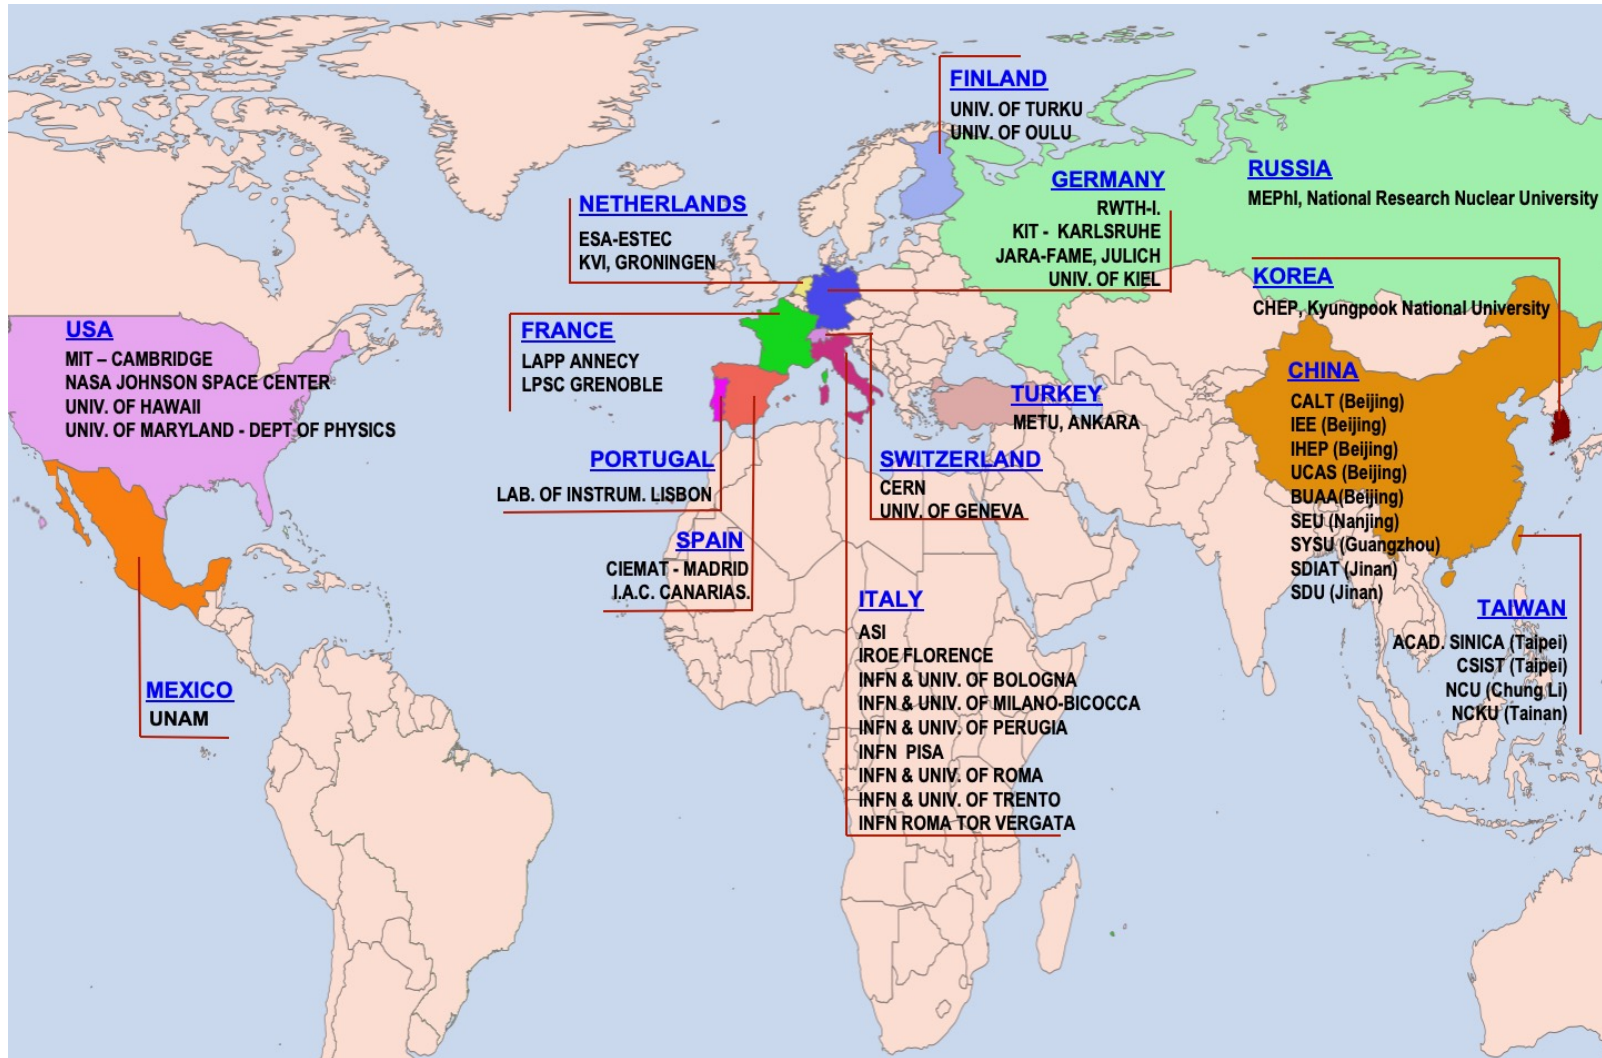 FINLAND
UNIV. OF TURKU
UNIV. OF OULU
RUSSIA
MEPhI, National Research Nuclear University
GERMANY
RWTH-I.
KIT - KARLSRUHE
JARA-FAME, JULICH
UNIV. OF KIEL
NETHERLANDS
ESA-ESTEC
KVI, GRONINGEN
KOREA
CHEP, Kyungpook National University
USA
MIT – CAMBRIDGE
NASA JOHNSON SPACE CENTER
UNIV. OF HAWAII
UNIV. OF MARYLAND - DEPT OF PHYSICS
FRANCE
LAPP ANNECY
LPSC GRENOBLE
TURKEY
METU, ANKARA
CHINA
CALT (Beijing)
IEE (Beijing)
IHEP (Beijing)
UCAS (Beijing)
BUAA(Beijing)
SEU (Nanjing)
SYSU (Guangzhou)
SDIAT (Jinan)
SDU (Jinan)
PORTUGAL
LAB. OF INSTRUM. LISBON
SWITZERLAND
CERN
UNIV. OF GENEVA
SPAIN
CIEMAT - MADRID
I.A.C. CANARIAS.
ITALY
ASI
IROE FLORENCE
INFN & UNIV. OF BOLOGNA
INFN & UNIV. OF MILANO-BICOCCA
INFN & UNIV. OF PERUGIA
INFN PISA
INFN & UNIV. OF ROMA
INFN & UNIV. OF TRENTO
INFN ROMA TOR VERGATA
TAIWAN
ACAD. SINICA (Taipei)
CSIST (Taipei)
NCU (Chung Li)
NCKU (Tainan)
MEXICO
UNAM